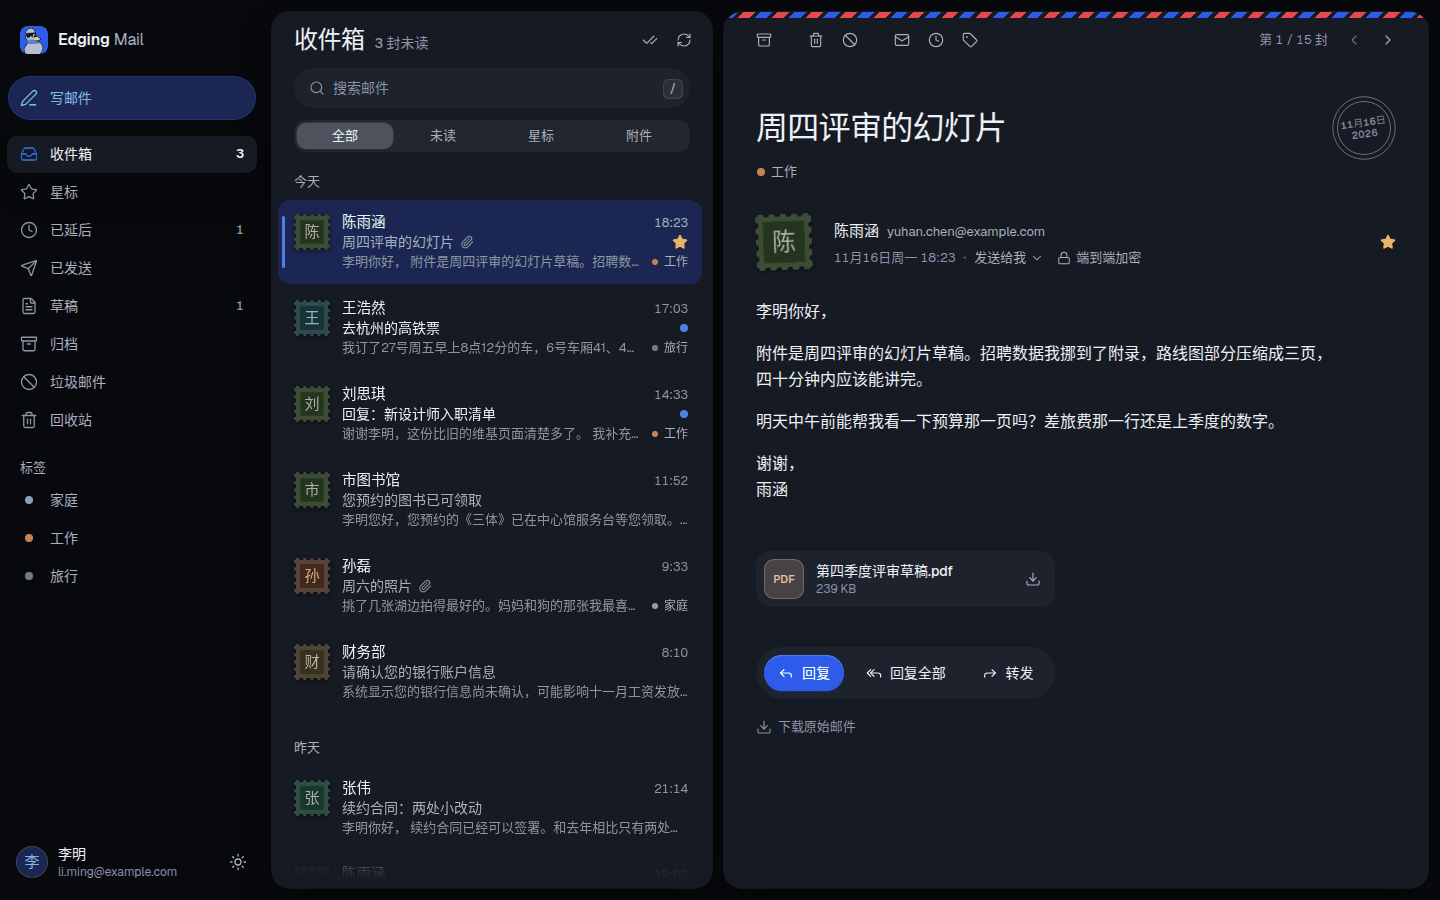 Edging Mail
写邮件
收件箱 3
星标
已延后 1
已发送
草稿 1
归档
垃圾邮件
回收站
标签
家庭
工作
旅行
李
李明
li.ming@example.com
收件箱 3 封未读
搜索邮件 /
全部 未读 星标 附件
今天
陈
陈雨涵 18:23
周四评审的幻灯片
李明你好， 附件是周四评审的幻灯片草稿。招聘数... 工作
王
王浩然 17:03
去杭州的高铁票
我订了27号周五早上8点12分的车，6号车厢41、4... 旅行
刘
刘思琪 14:33
回复：新设计师入职清单
谢谢李明，这份比旧的维基页面清楚多了。 我补充... 工作
市
市图书馆 11:52
您预约的图书已可领取
李明您好，您预约的《三体》已在中心馆服务台等您领取。...
孙
孙磊 9:33
周六的照片
挑了几张湖边拍得最好的。妈妈和狗的那张我最喜... 家庭
财
财务部 8:10
请确认您的银行账户信息
系统显示您的银行信息尚未确认，可能影响十一月工资发放...
昨天
张
张伟 21:14
续约合同：两处小改动
李明你好， 续约合同已经可以签署。和去年相比只有两处...
陈雨涵 19:02
第 1 / 15 封
周四评审的幻灯片
11月16日
2026
工作
陈
陈雨涵 yuhan.chen@example.com
11月16日周一 18:23 · 发送给我 端到端加密
李明你好，
附件是周四评审的幻灯片草稿。招聘数据我挪到了附录，路线图部分压缩成三页，
四十分钟内应该能讲完。
明天中午前能帮我看一下预算那一页吗？差旅费那一行还是上季度的数字。
谢谢，
雨涵
PDF
第四季度评审草稿.pdf
239 KB
回复 回复全部 转发
下载原始邮件